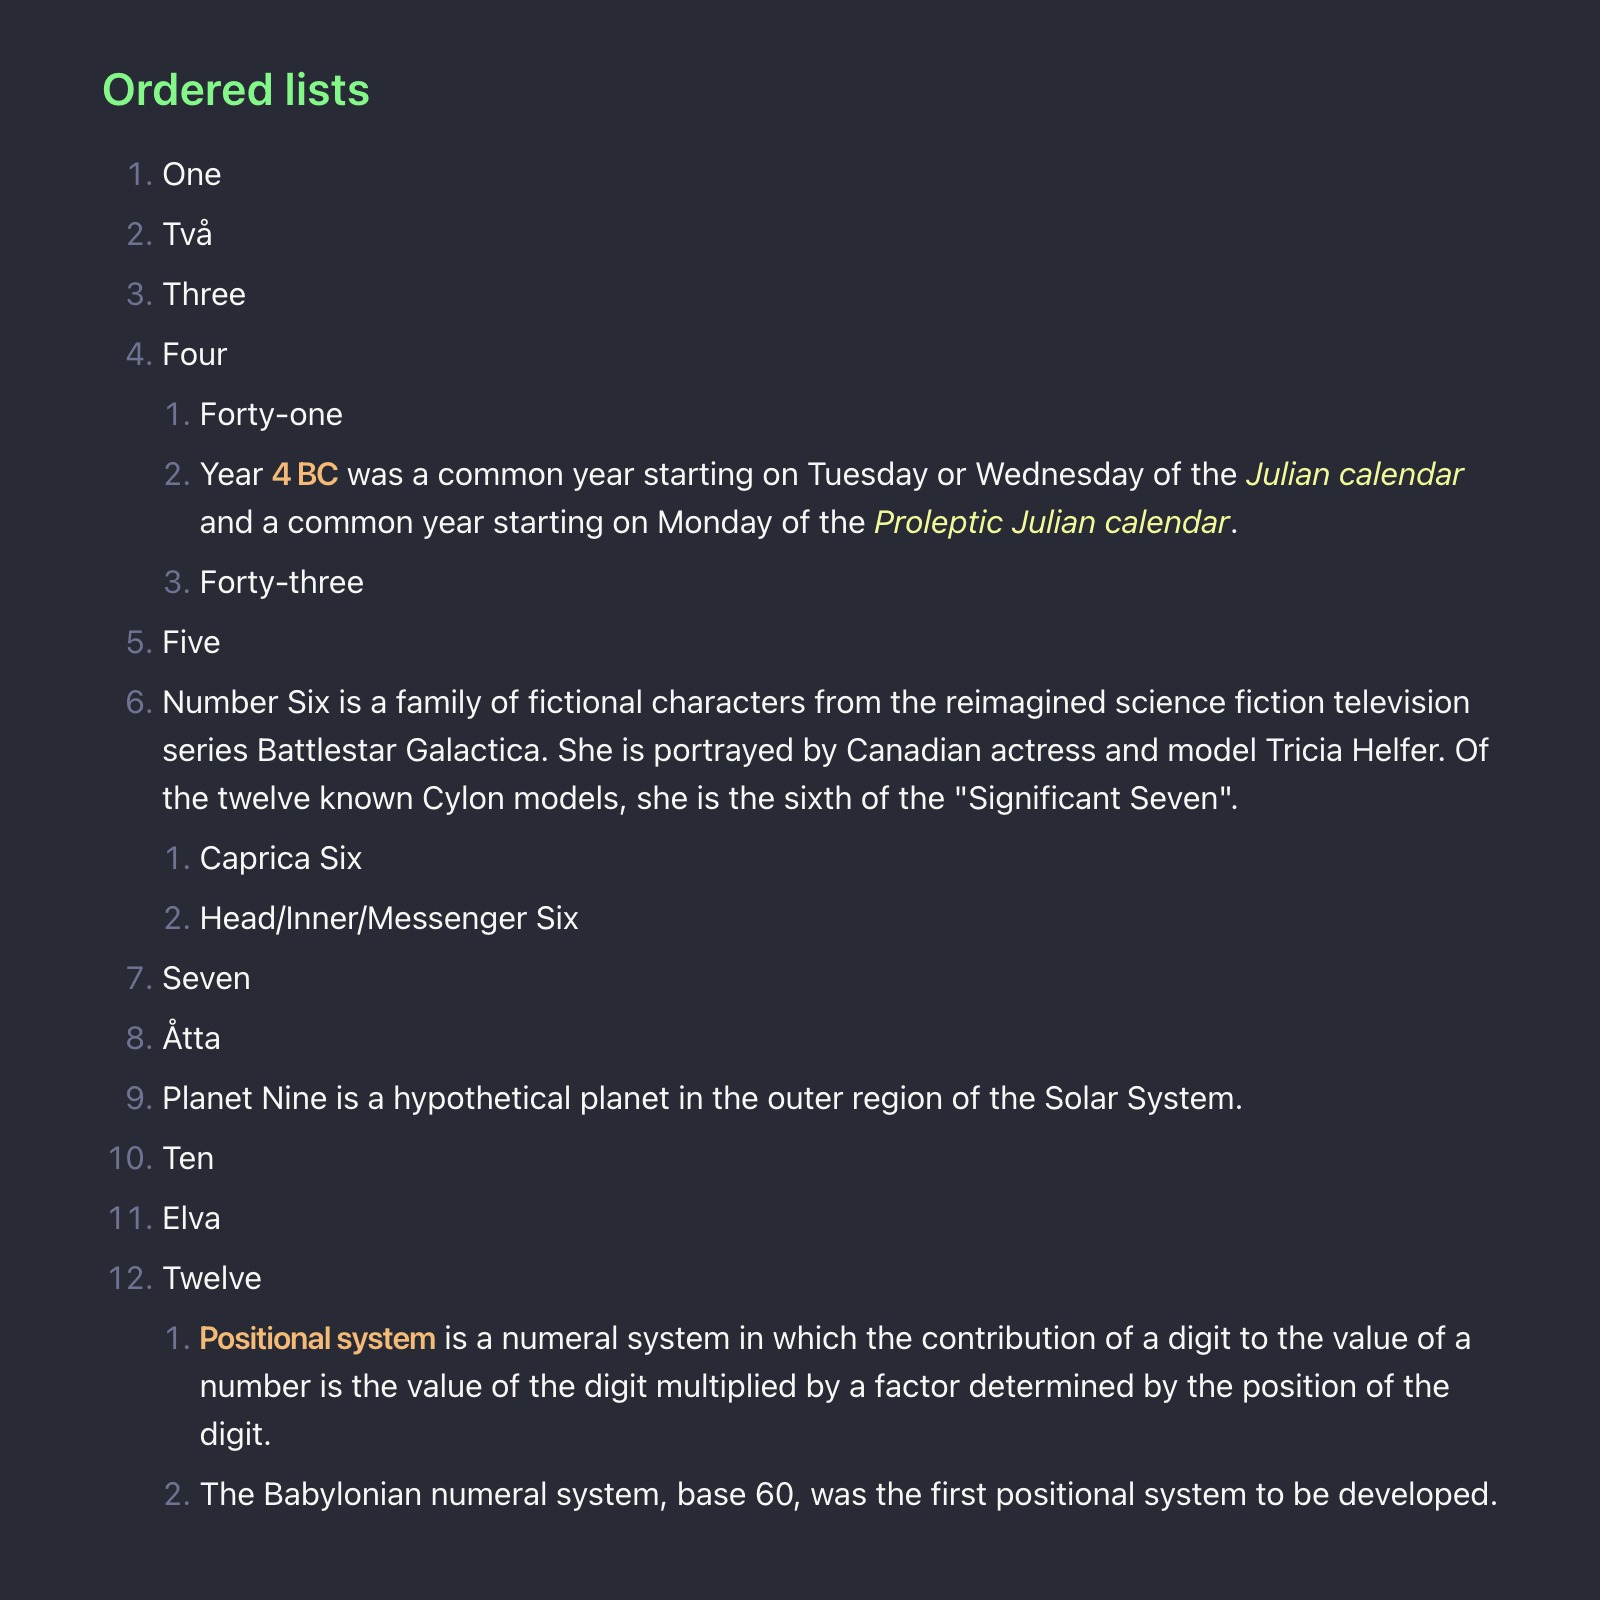 Ordered lists
1. One
2. Två
3. Three
4. Four
1. Forty-one
2. Year 4 BC was a common year starting on Tuesday or Wednesday of the Julian calendar
and a common year starting on Monday of the Proleptic Julian calendar.
3. Forty-three
5. Five
6. Number Six is a family of fictional characters from the reimagined science fiction television
series Battlestar Galactica. She is portrayed by Canadian actress and model Tricia Helfer. Of
the twelve known Cylon models, she is the sixth of the "Significant Seven".
1. Caprica Six
2. Head/Inner/Messenger Six
7. Seven
8. Åtta
9. Planet Nine is a hypothetical planet in the outer region of the Solar System.
10. Ten
11. Elva
12. Twelve
1. Positional system is a numeral system in which the contribution of a digit to the value of a
number is the value of the digit multiplied by a factor determined by the position of the
digit.
2. The Babylonian numeral system, base 60, was the first positional system to be developed.